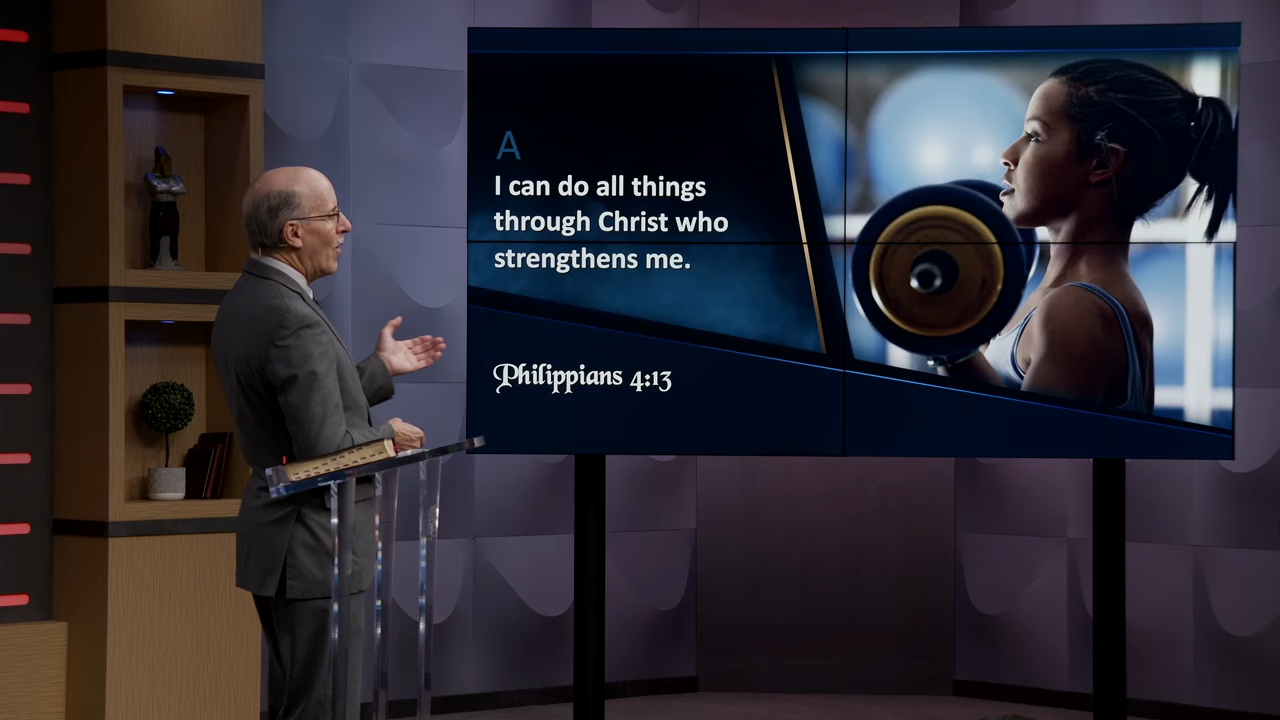 A
I can do all things
through Christ who
strengthens me.
Philippians 4:13